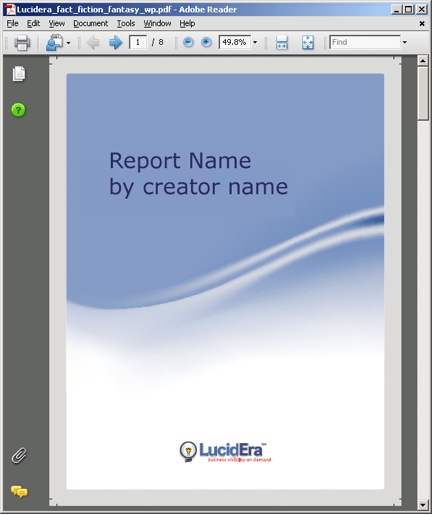 Lucidera_fact_fiction_fantasy_wp.pdf - Adobe Reader
File Edit View Document Tools Window Help
1 / 8 49.8% Find
Report Name
by creator name
LucidEra™
business visibility on demand